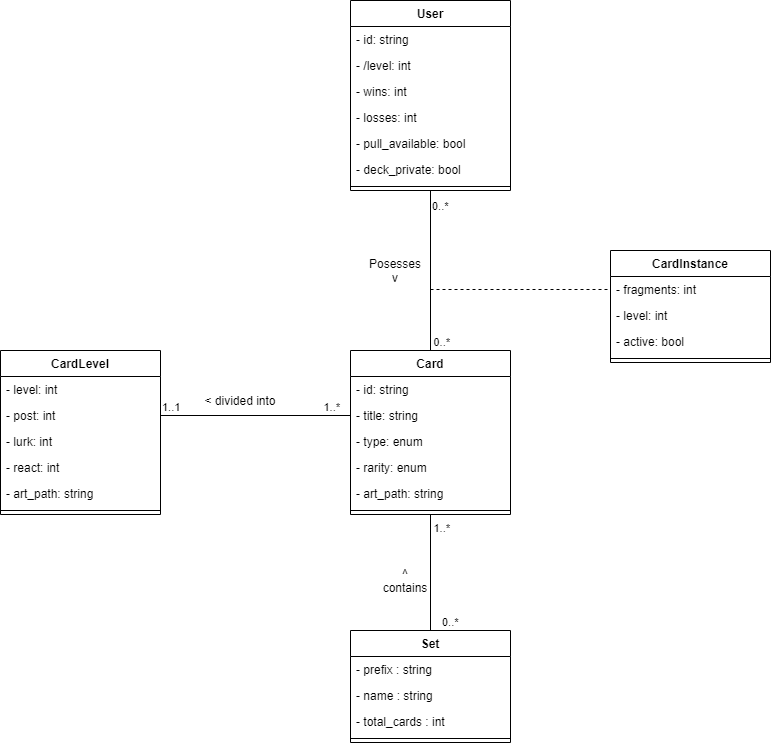 User
- id: string
- /level: int
- wins: int
- losses: int
- pull_available: bool
- deck_private: bool
0..*
Posesses
v
CardInstance
- fragments: int
- level: int
- active: bool
0..*
CardLevel
- level: int
- post: int
- lurk: int
- react: int
- art_path: string
1..1
< divided into
1..*
Card
- id: string
- title: string
- type: enum
- rarity: enum
- art_path: string
1..*
^
contains
0..*
Set
- prefix : string
- name : string
- total_cards : int